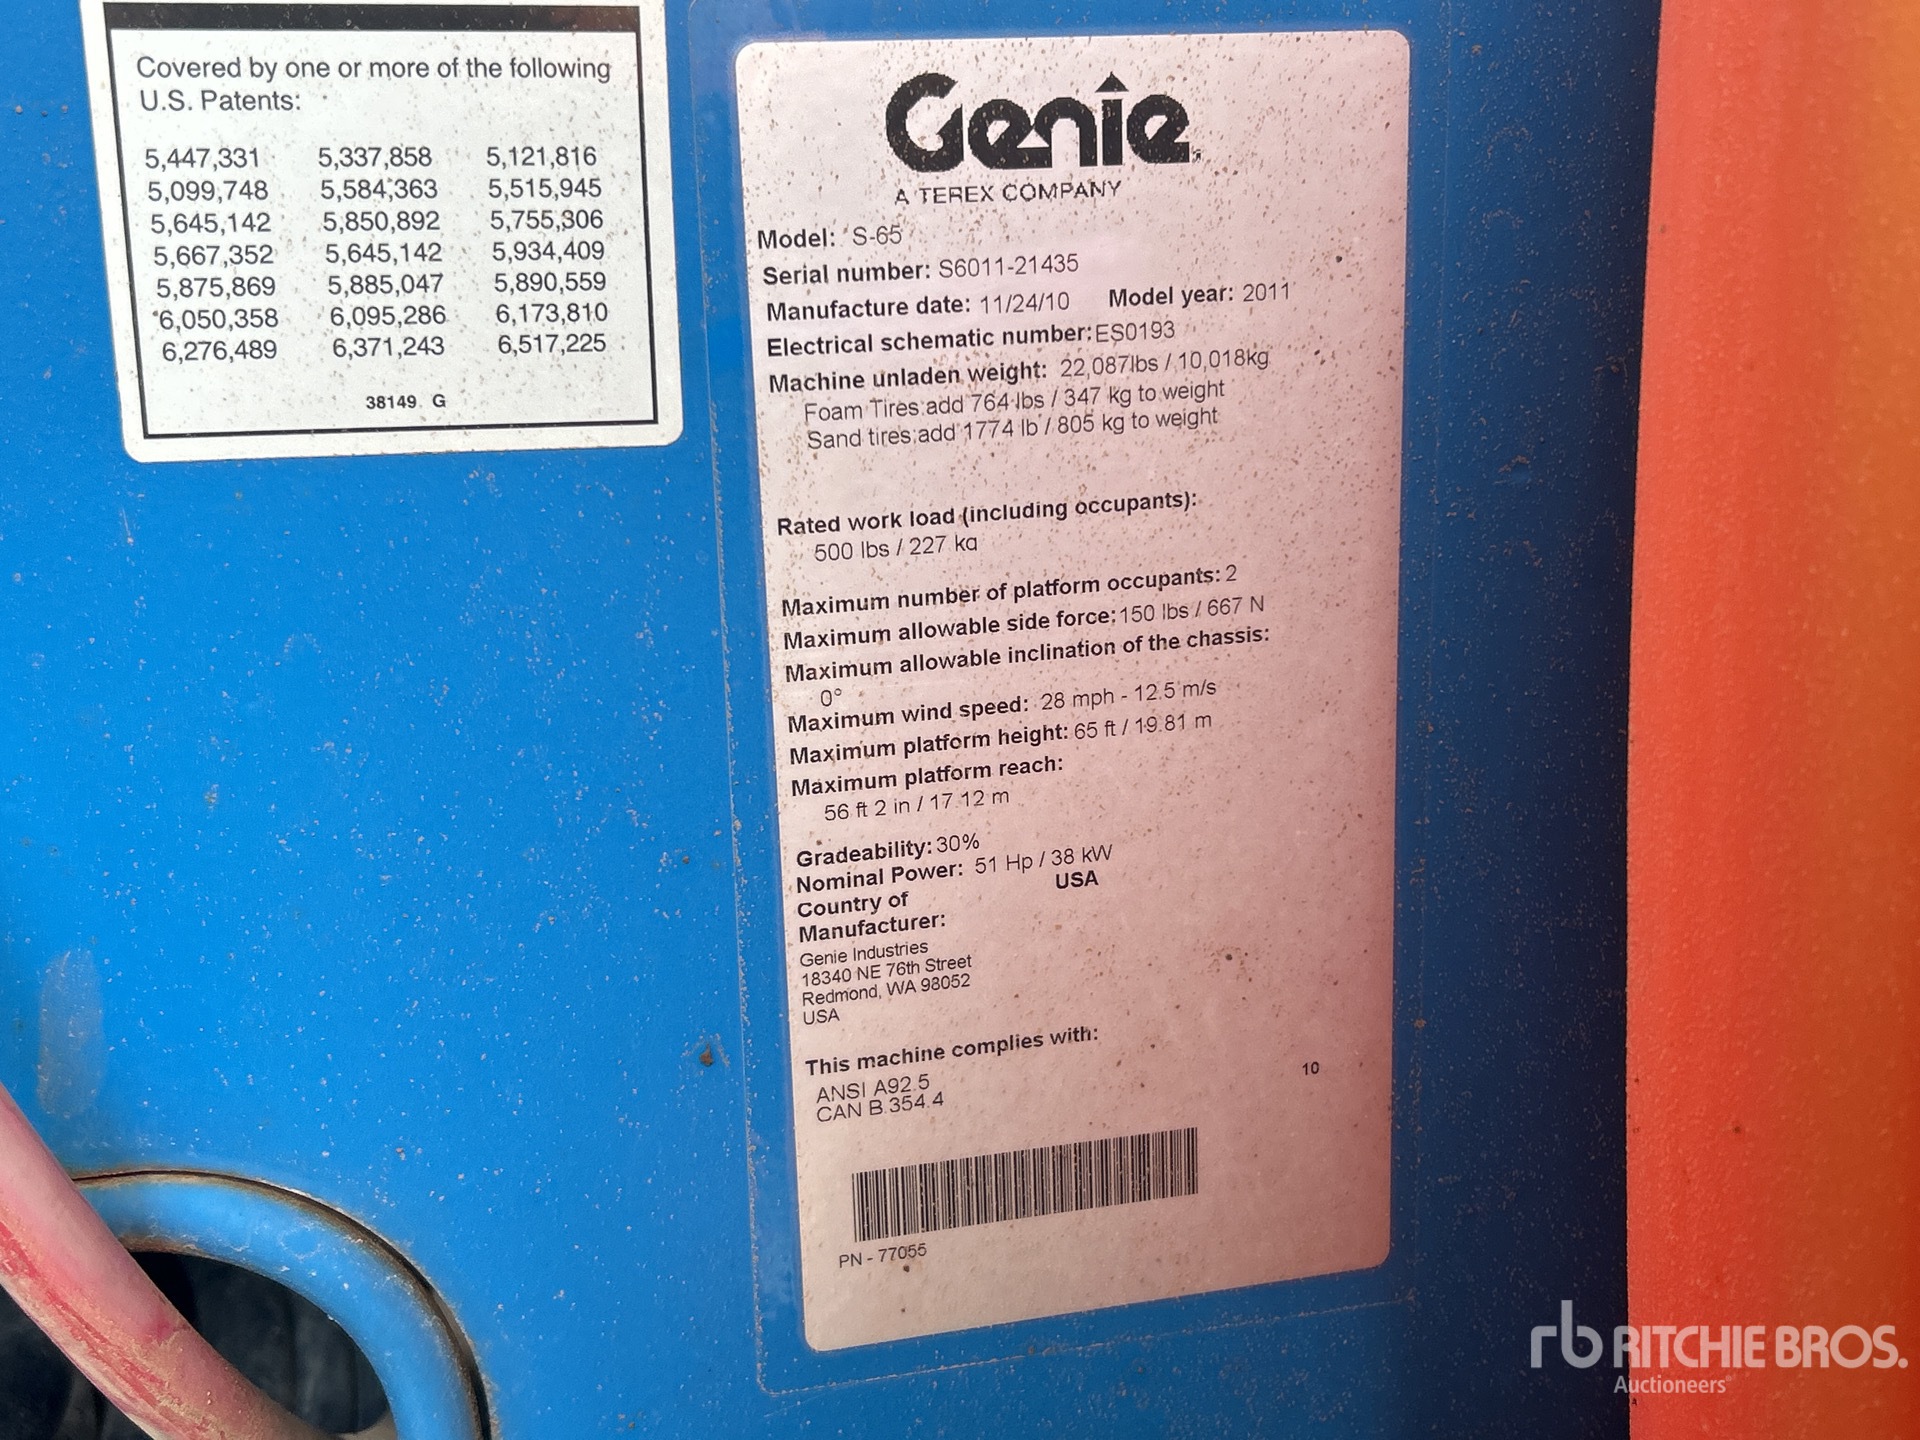 Covered by one or more of the following
U.S. Patents:
5,447,331 5,337,858 5,121,816
5,099,748 5,584,363 5,515,945
5,645,142 5,850,892 5,755,306
5,667,352 5,645,142 5,934,409
5,875,869 5,885,047 5,890,559
6,050,358 6,095,286 6,173,810
6,276,489 6,371,243 6,517,225
38149 G
Genie
A TEREX COMPANY
Model: S-65
Serial number: S6011-21435
Manufacture date: 11/24/10 Model year: 2011
Electrical schematic number: ES0193
Machine unladen weight: 22,087lbs / 10,018kg
Foam Tires:add 764 lbs / 347 kg to weight
Sand tires:add 1774 lb / 805 kg to weight
Rated work load (including occupants):
500 lbs / 227 kg
Maximum number of platform occupants: 2
Maximum allowable side force: 150 lbs / 667 N
Maximum allowable inclination of the chassis:
0°
Maximum wind speed: 28 mph - 12.5 m/s
Maximum platform height: 65 ft / 19.81 m
Maximum platform reach:
56 ft 2 in / 17.12 m
Gradeability: 30%
Nominal Power: 51 Hp / 38 kW
Country of USA
Manufacturer:
Genie Industries
18340 NE 76th Street
Redmond, WA 98052
USA
This machine complies with:
ANSI A92.5 10
CAN B.354.4
PN - 77055
rb RITCHIE BROS.
Auctioneers